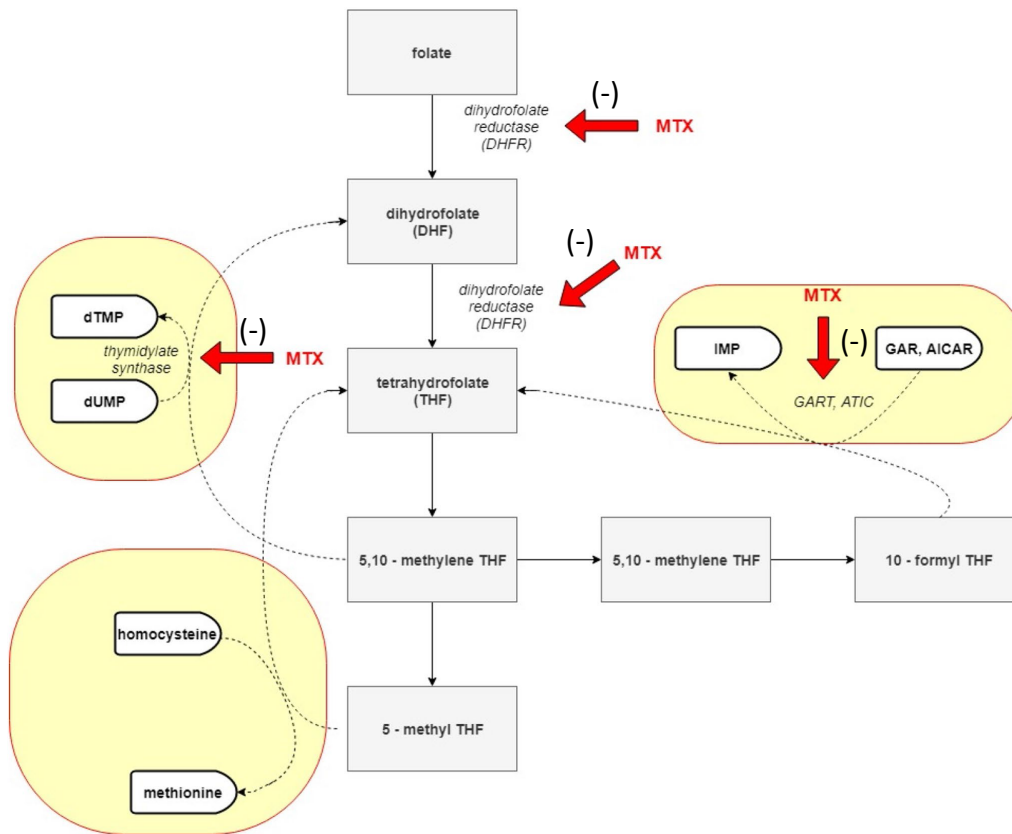 folate
(-)
dihydrofolate
reductase
(DHFR)
MTX
dihydrofolate
(DHF)
(-)
MTX
dihydrofolate
reductase
(DHFR)
MTX
(-)
IMP
GAR, AICAR
GART, ATIC
dTMP
(-)
thymidylate
synthase
MTX
dUMP
tetrahydrofolate
(THF)
5,10 - methylene THF
5,10 - methylene THF
10 - formyl THF
homocysteine
5 - methyl THF
methionine